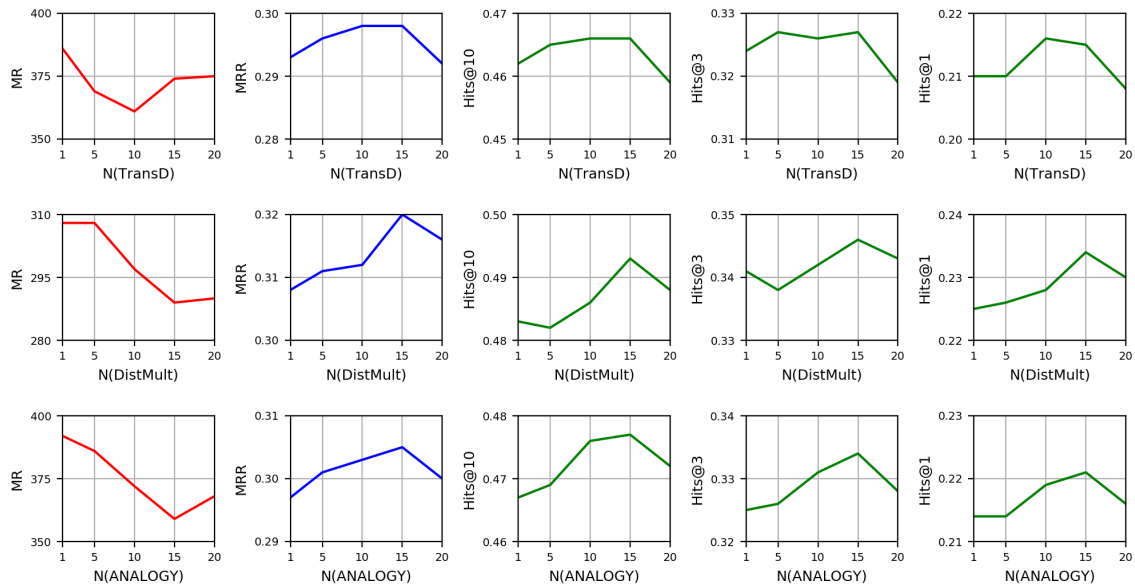 400
375
350
MR
1 5 10 15 20
N(TransD)
0.30
0.29
0.28
MRR
1 5 10 15 20
N(TransD)
0.47
0.46
0.45
Hits@10
1 5 10 15 20
N(TransD)
0.33
0.32
0.31
Hits@3
1 5 10 15 20
N(TransD)
0.22
0.21
0.20
Hits@1
1 5 10 15 20
N(TransD)
310
295
280
MR
1 5 10 15 20
N(DistMult)
0.32
0.31
0.30
MRR
1 5 10 15 20
N(DistMult)
0.50
0.49
0.48
Hits@10
1 5 10 15 20
N(DistMult)
0.35
0.34
0.33
Hits@3
1 5 10 15 20
N(DistMult)
0.24
0.23
0.22
Hits@1
1 5 10 15 20
N(DistMult)
400
375
350
MR
1 5 10 15 20
N(ANALOGY)
0.31
0.30
0.29
MRR
1 5 10 15 20
N(ANALOGY)
0.48
0.47
0.46
Hits@10
1 5 10 15 20
N(ANALOGY)
0.34
0.33
0.32
Hits@3
1 5 10 15 20
N(ANALOGY)
0.23
0.22
0.21
Hits@1
1 5 10 15 20
N(ANALOGY)